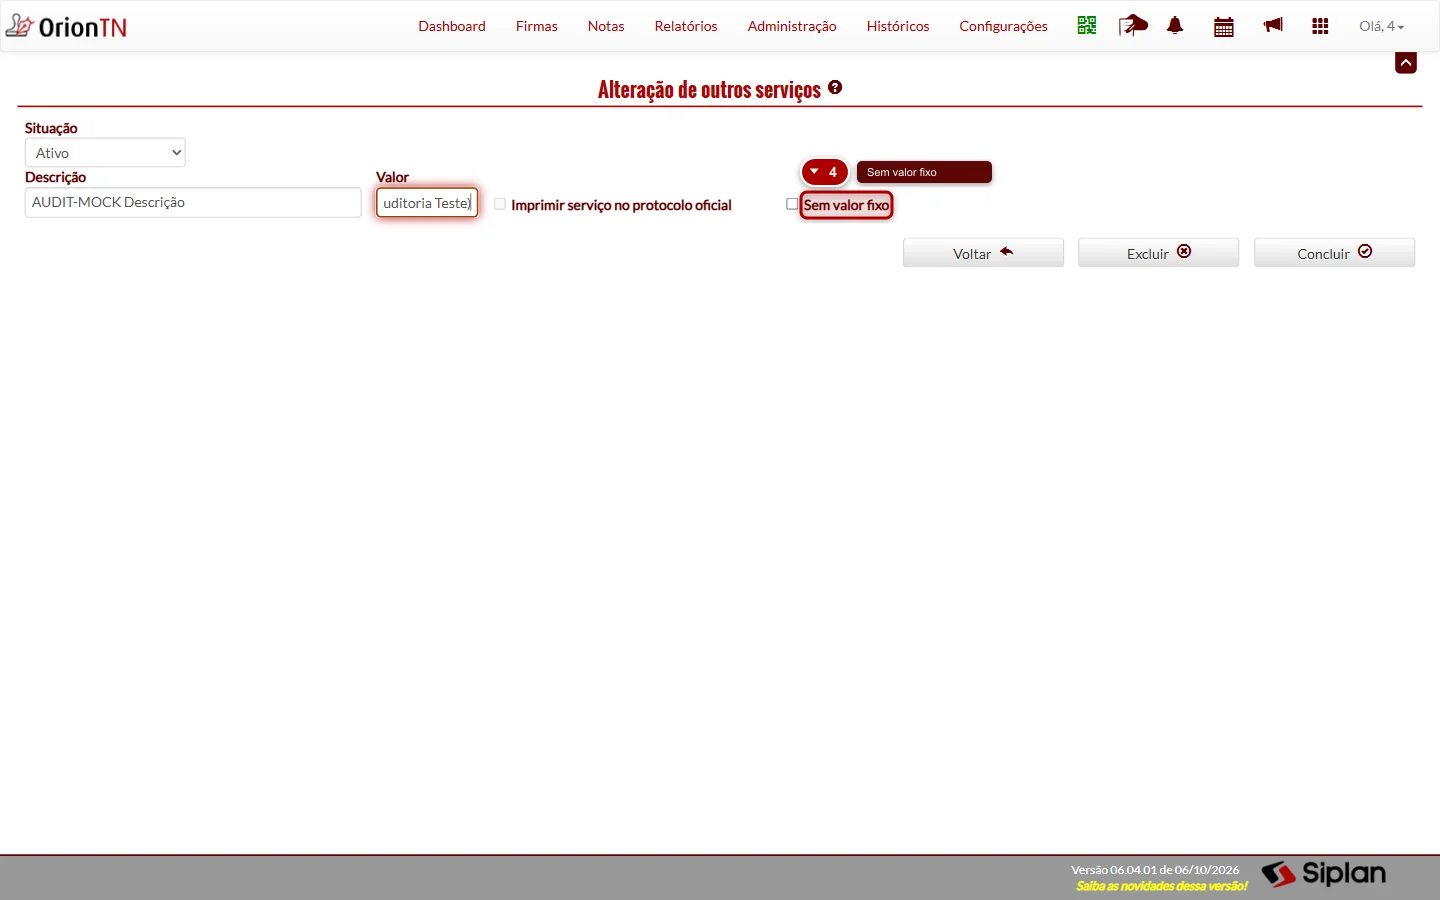 OrionTN
Dashboard Firmas Notas Relatórios Administração Históricos Configurações Olá, 4
Alteração de outros serviços ?
Situação
Ativo
4 Sem valor fixo
Descrição Valor
AUDIT-MOCK Descrição uditoria Teste) Imprimir serviço no protocolo oficial Sem valor fixo
Voltar Excluir Concluir
Versão 06.04.01 de 06/10/2026
Saiba as novidades dessa versão!
Siplan